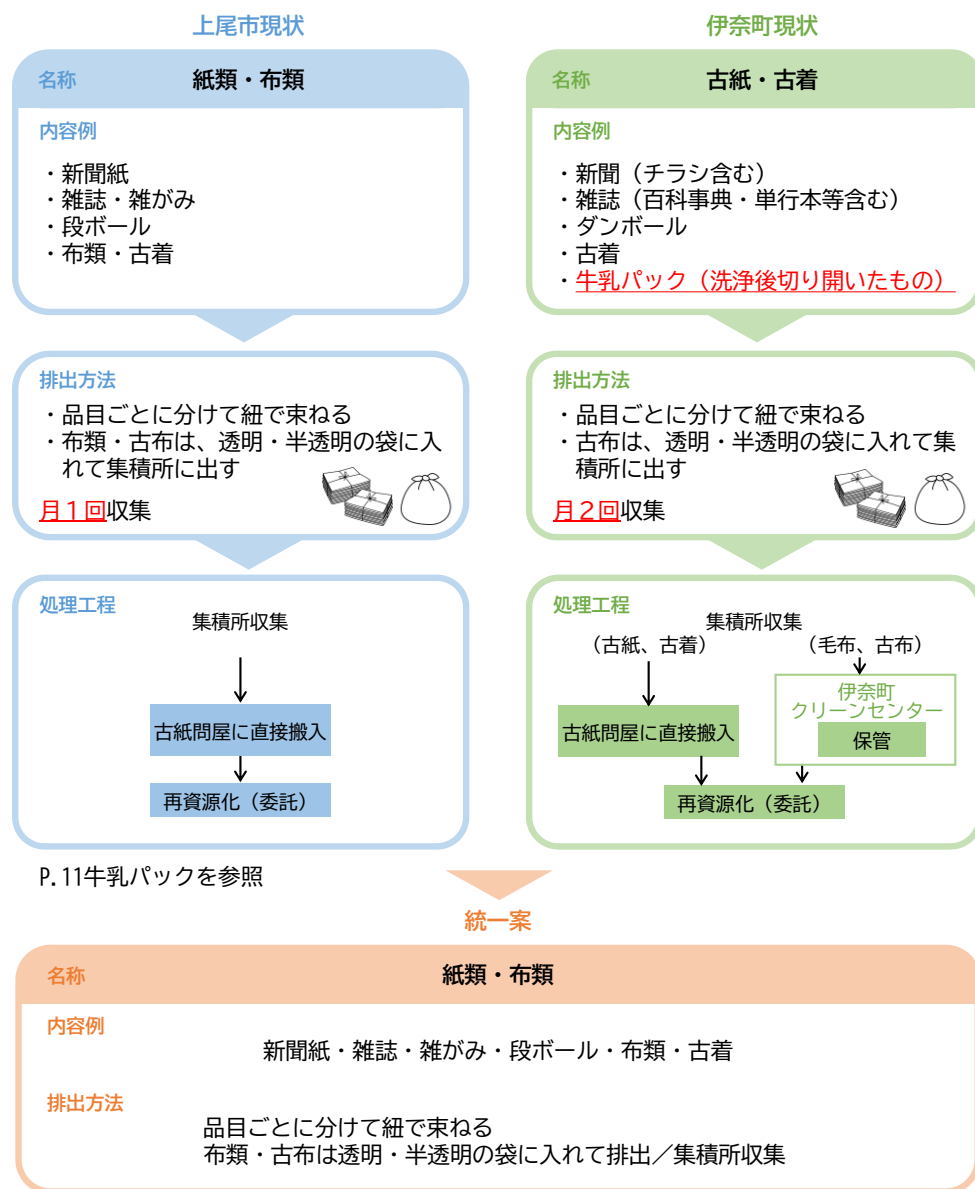 上尾市現状
名称 紙類・布類
内容例
・新聞紙
・雑誌・雑がみ
・段ボール
・布類・古着
排出方法
・品目ごとに分けて紐で束ねる
・布類・古布は、透明・半透明の袋に入
れて集積所に出す
月1回収集
処理工程
集積所収集
古紙問屋に直接搬入
再資源化（委託）
伊奈町現状
名称 古紙・古着
内容例
・新聞（チラシ含む）
・雑誌（百科事典・単行本等含む）
・ダンボール
・古着
・牛乳パック（洗浄後切り開いたもの）
排出方法
・品目ごとに分けて紐で束ねる
・古布は、透明・半透明の袋に入れて集
積所に出す
月2回収集
処理工程
集積所収集
（古紙、古着） （毛布、古布）
伊奈町
クリーンセンター
古紙問屋に直接搬入 保管
再資源化（委託）
P.11牛乳パックを参照
統一案
名称 紙類・布類
内容例
新聞紙・雑誌・雑がみ・段ボール・布類・古着
排出方法
品目ごとに分けて紐で束ねる
布類・古布は透明・半透明の袋に入れて排出／集積所収集